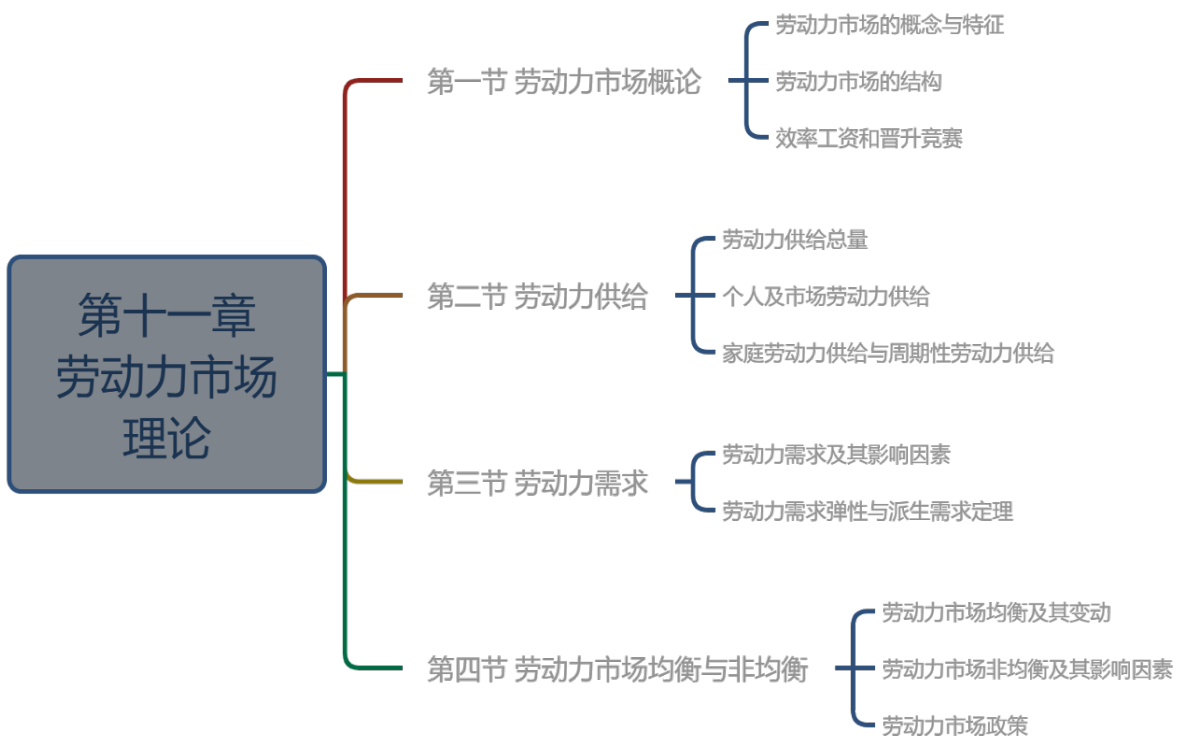 第十一章
劳动力市场
理论
第一节 劳动力市场概论
劳动力市场的概念与特征
劳动力市场的结构
效率工资和晋升竞赛
第二节 劳动力供给
劳动力供给总量
个人及市场劳动力供给
家庭劳动力供给与周期性劳动力供给
第三节 劳动力需求
劳动力需求及其影响因素
劳动力需求弹性与派生需求定理
第四节 劳动力市场均衡与非均衡
劳动力市场均衡及其变动
劳动力市场非均衡及其影响因素
劳动力市场政策